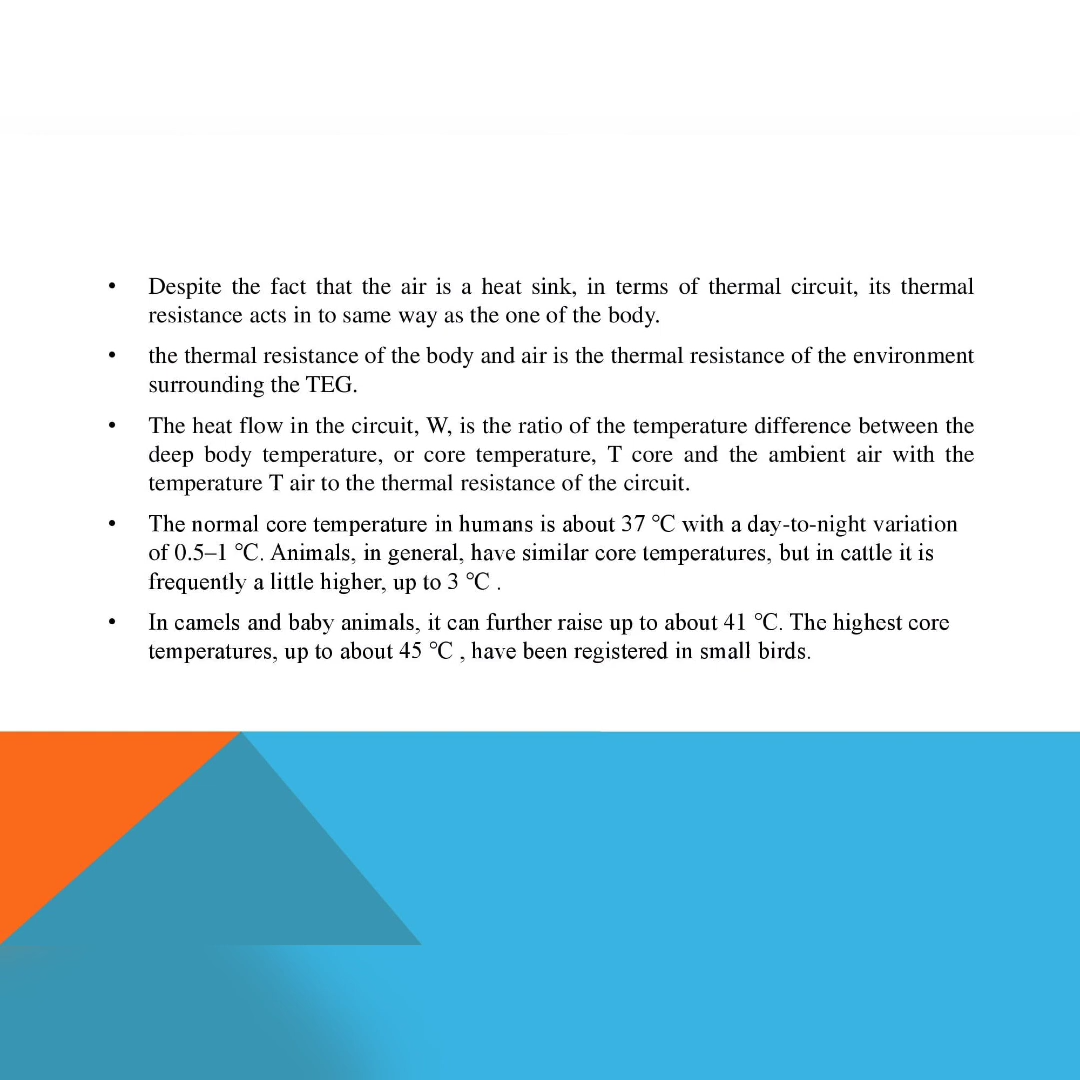 • Despite the fact that the air is a heat sink, in terms of thermal circuit, its thermal
resistance acts in to same way as the one of the body.
• the thermal resistance of the body and air is the thermal resistance of the environment
surrounding the TEG.
• The heat flow in the circuit, W, is the ratio of the temperature difference between the
deep body temperature, or core temperature, T core and the ambient air with the
temperature T air to the thermal resistance of the circuit.
• The normal core temperature in humans is about 37 °C with a day-to-night variation
of 0.5–1 °C. Animals, in general, have similar core temperatures, but in cattle it is
frequently a little higher, up to 3 °C .
• In camels and baby animals, it can further raise up to about 41 °C. The highest core
temperatures, up to about 45 °C , have been registered in small birds.